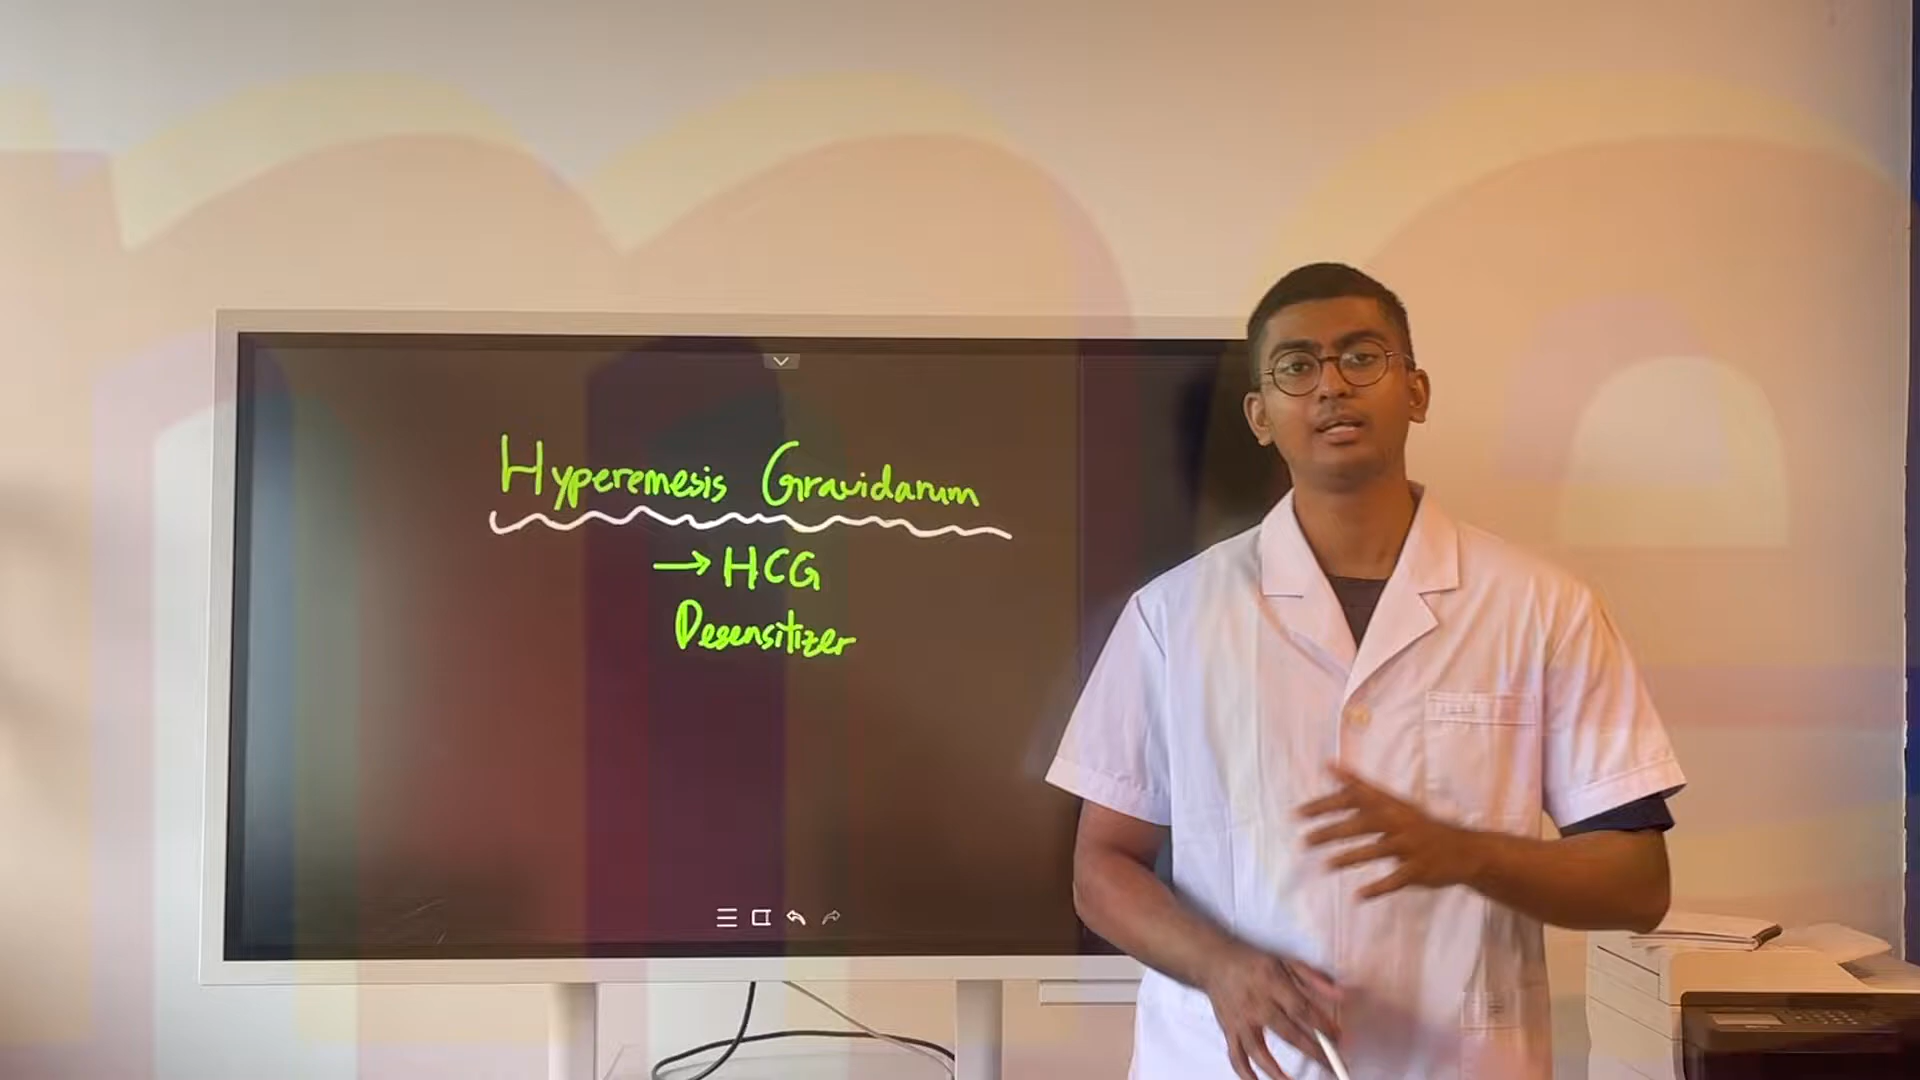 Hyperemesis Gravidarum
→ HCG
Desensitizer